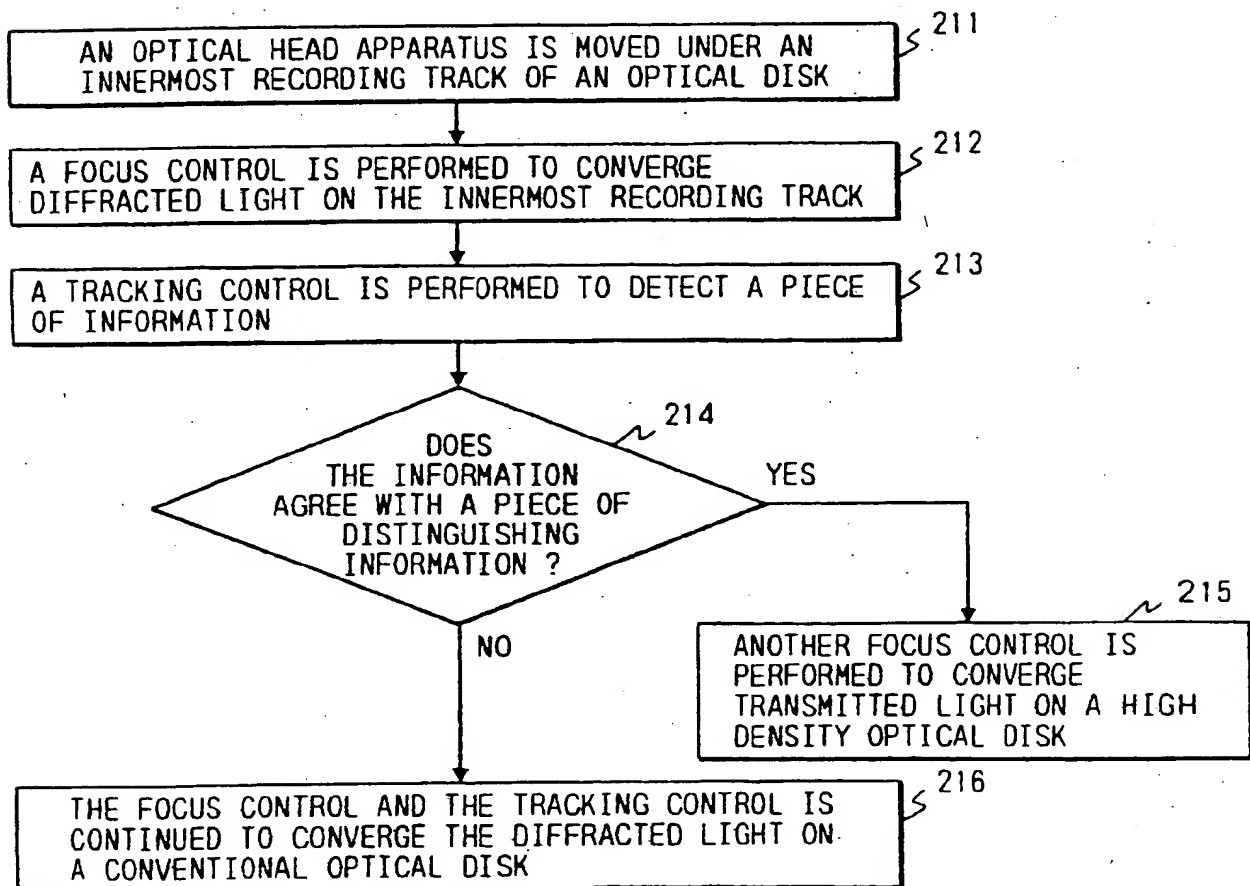 211
AN OPTICAL HEAD APPARATUS IS MOVED UNDER AN
INNERMOST RECORDING TRACK OF AN OPTICAL DISK
212
A FOCUS CONTROL IS PERFORMED TO CONVERGE
DIFFRACTED LIGHT ON THE INNERMOST RECORDING TRACK
213
A TRACKING CONTROL IS PERFORMED TO DETECT A PIECE
OF INFORMATION
214
DOES
THE INFORMATION
AGREE WITH A PIECE OF
DISTINGUISHING
INFORMATION ?
YES
NO
215
ANOTHER FOCUS CONTROL IS
PERFORMED TO CONVERGE
TRANSMITTED LIGHT ON A HIGH
DENSITY OPTICAL DISK
216
THE FOCUS CONTROL AND THE TRACKING CONTROL IS
CONTINUED TO CONVERGE THE DIFFRACTED LIGHT ON
A CONVENTIONAL OPTICAL DISK